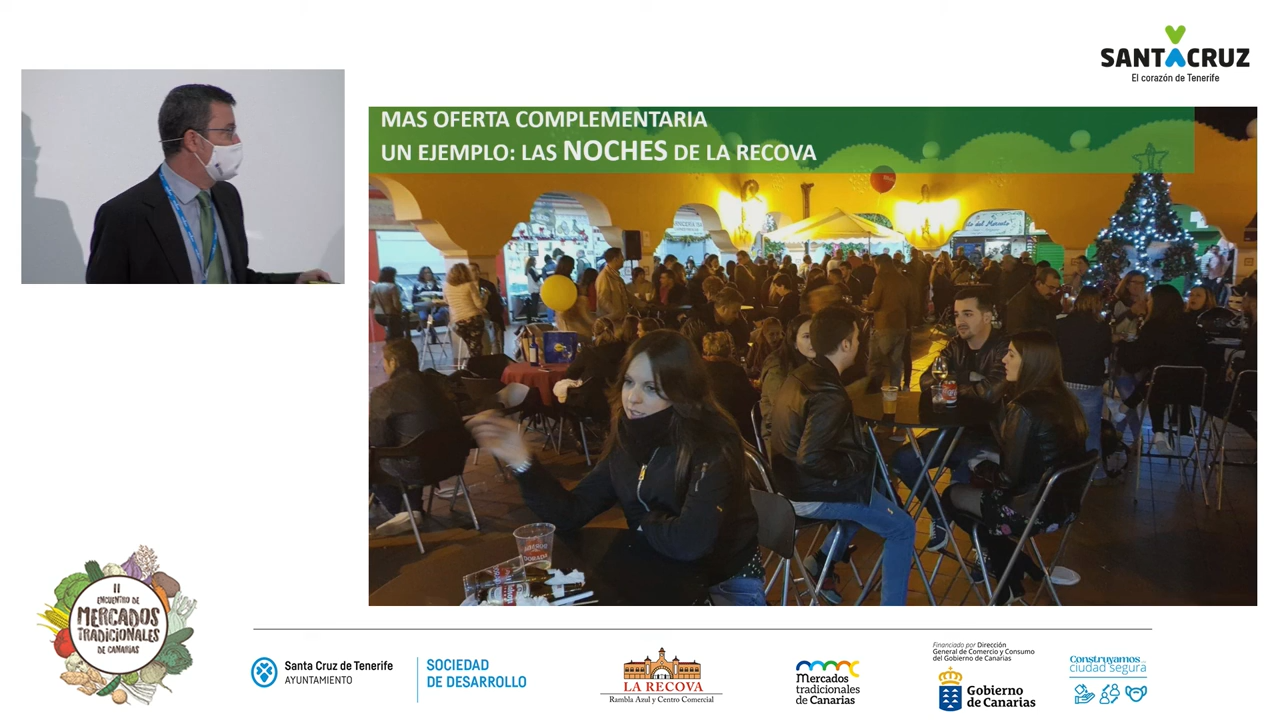 SANTACRUZ
El corazón de Tenerife
MAS OFERTA COMPLEMENTARIA
UN EJEMPLO: LAS NOCHES DE LA RECOVA
II
ENCUENTRO DE
MERCADOS
TRADICIONALES
DE CANARIAS
Santa Cruz de Tenerife
AYUNTAMIENTO
SOCIEDAD
DE DESARROLLO
LA RECOVA
Rambla Azul y Centro Comercial
Mercados
tradicionales
de Canarias
Financiado por Dirección
General de Comercio y Consumo
del Gobierno de Canarias
Gobierno
de Canarias
Construyamos
ciudad segura